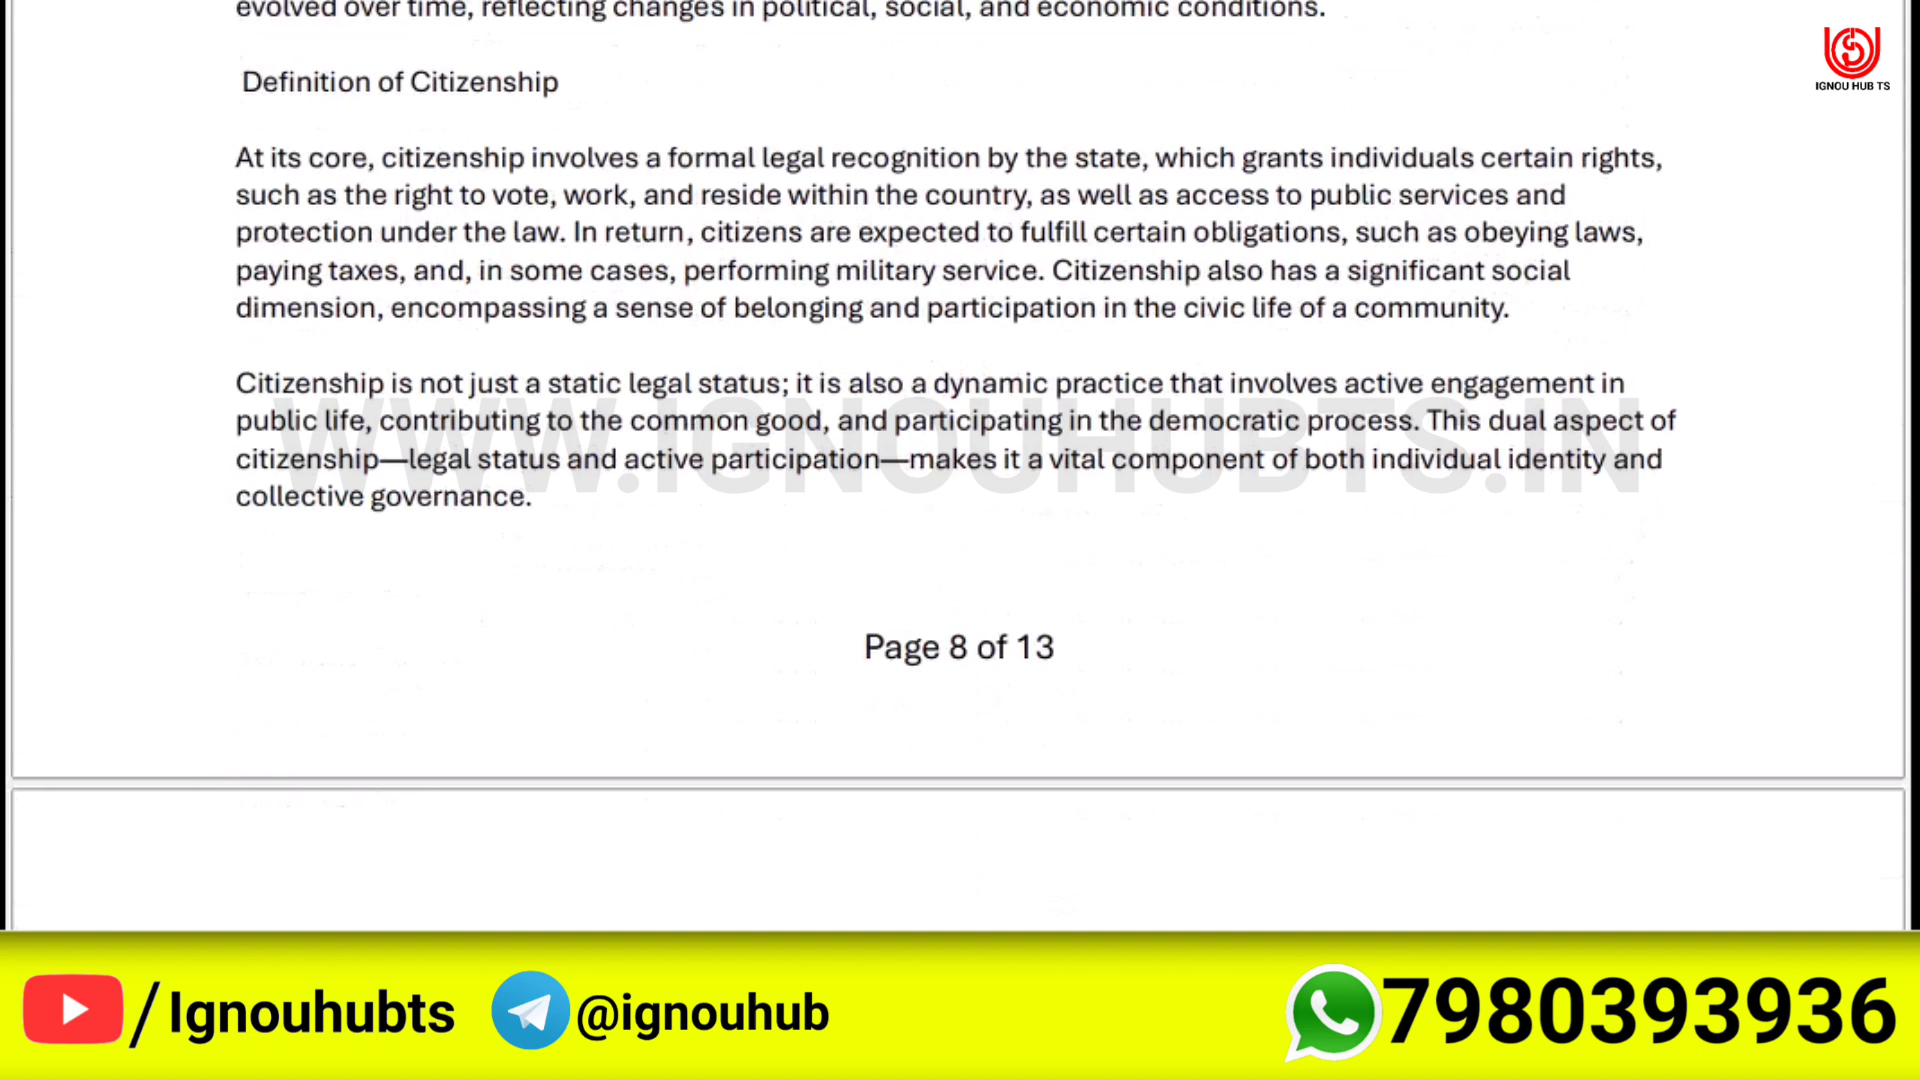 evolved over time, reflecting changes in political, social, and economic conditions.
IGNOU HUB TS
Definition of Citizenship
At its core, citizenship involves a formal legal recognition by the state, which grants individuals certain rights,
such as the right to vote, work, and reside within the country, as well as access to public services and
protection under the law. In return, citizens are expected to fulfill certain obligations, such as obeying laws,
paying taxes, and, in some cases, performing military service. Citizenship also has a significant social
dimension, encompassing a sense of belonging and participation in the civic life of a community.
Citizenship is not just a static legal status; it is also a dynamic practice that involves active engagement in
public life, contributing to the common good, and participating in the democratic process. This dual aspect of
citizenship—legal status and active participation—makes it a vital component of both individual identity and
collective governance.
WWW.IGNOUHUBTS.IN
Page 8 of 13
/Ignouhubts
@ignouhub
7980393936